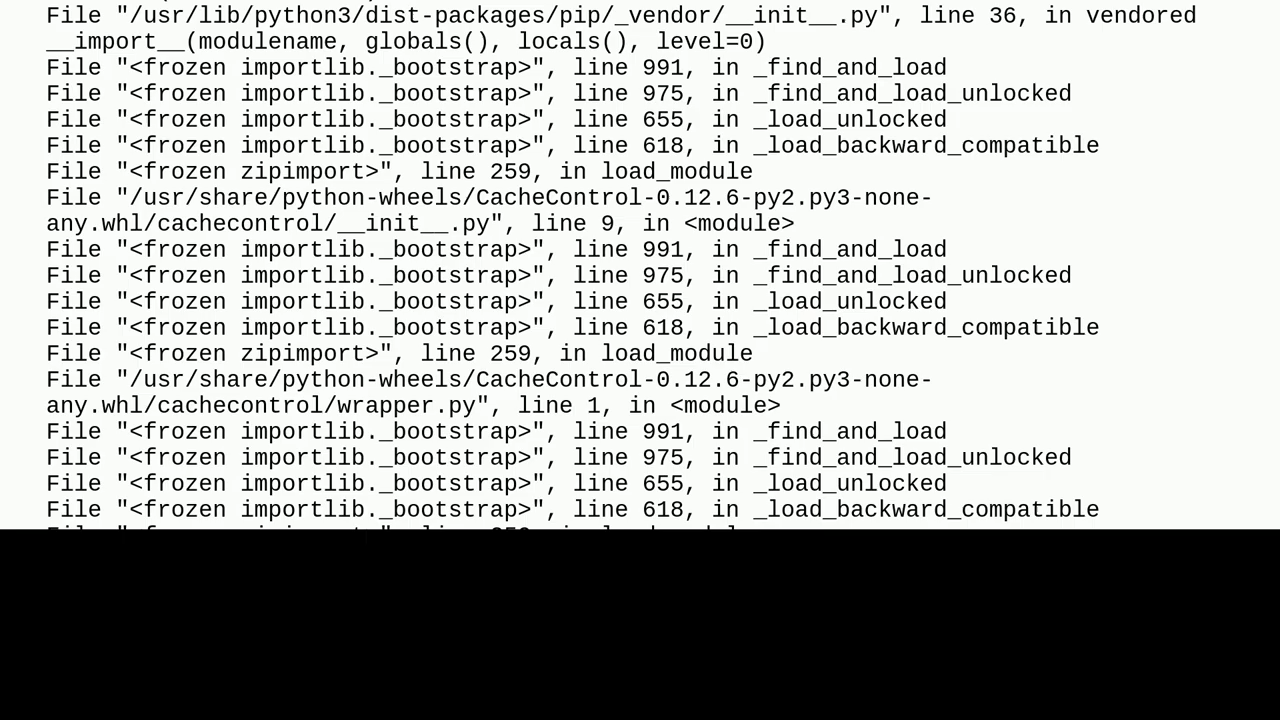 File "/usr/lib/python3/dist-packages/pip/_vendor/__init__.py", line 36, in vendored
__import__(modulename, globals(), locals(), level=0)
File "<frozen importlib._bootstrap>", line 991, in _find_and_load
File "<frozen importlib._bootstrap>", line 975, in _find_and_load_unlocked
File "<frozen importlib._bootstrap>", line 655, in _load_unlocked
File "<frozen importlib._bootstrap>", line 618, in _load_backward_compatible
File "<frozen zipimport>", line 259, in load_module
File "/usr/share/python-wheels/CacheControl-0.12.6-py2.py3-none-
any.whl/cachecontrol/__init__.py", line 9, in <module>
File "<frozen importlib._bootstrap>", line 991, in _find_and_load
File "<frozen importlib._bootstrap>", line 975, in _find_and_load_unlocked
File "<frozen importlib._bootstrap>", line 655, in _load_unlocked
File "<frozen importlib._bootstrap>", line 618, in _load_backward_compatible
File "<frozen zipimport>", line 259, in load_module
File "/usr/share/python-wheels/CacheControl-0.12.6-py2.py3-none-
any.whl/cachecontrol/wrapper.py", line 1, in <module>
File "<frozen importlib._bootstrap>", line 991, in _find_and_load
File "<frozen importlib._bootstrap>", line 975, in _find_and_load_unlocked
File "<frozen importlib._bootstrap>", line 655, in _load_unlocked
File "<frozen importlib._bootstrap>", line 618, in _load_backward_compatible